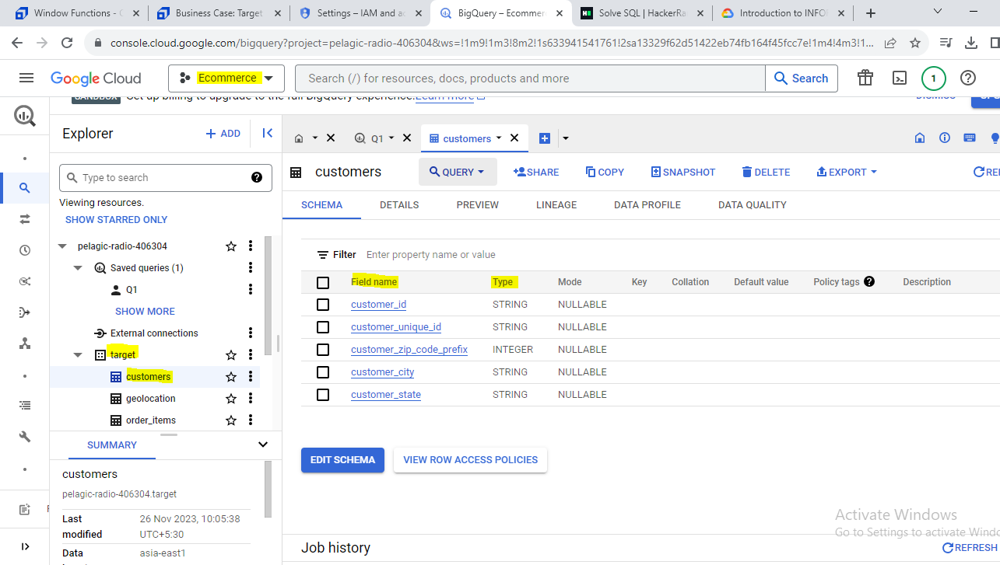 Window Functions - C
Business Case: Target
Settings – IAM and ad
BigQuery – Ecommer
Solve SQL | HackerRa
Introduction to INFO
console.cloud.google.com/bigquery?project=pelagic-radio-406304&ws=!1m9!1m3!8m2!1s633941541761!2sa13329f62d51422eb74fb164f45fcc7e!1m4!4m3!1...
Google Cloud
Ecommerce
Search (/) for resources, docs, products and more
Search
1
SANDBOX Set up billing to upgrade to the full BigQuery experience. Learn more
DISMISS
Explorer
+ ADD
Q1
customers
Type to search
Viewing resources.
SHOW STARRED ONLY
pelagic-radio-406304
Saved queries (1)
Q1
SHOW MORE
External connections
target
customers
geolocation
order_items
SUMMARY
customers
pelagic-radio-406304.target
Last modified
26 Nov 2023, 10:05:38 UTC+5:30
Data
asia-east1
customers
QUERY
SHARE
COPY
SNAPSHOT
DELETE
EXPORT
SCHEMA DETAILS PREVIEW LINEAGE DATA PROFILE DATA QUALITY
Filter Enter property name or value
Field name Type Mode Key Collation Default value Policy tags Description
customer_id STRING NULLABLE
customer_unique_id STRING NULLABLE
customer_zip_code_prefix INTEGER NULLABLE
customer_city STRING NULLABLE
customer_state STRING NULLABLE
EDIT SCHEMA
VIEW ROW ACCESS POLICIES
Activate Windows
Go to Settings to activate Windo
Job history
REFRESH